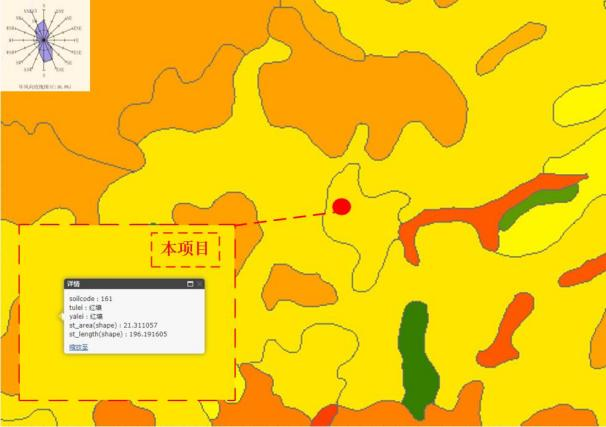 本项目
详情
soilcode : 161
tulei : 红壤
yalei : 红壤
st_area(shape) : 21.311057
st_length(shape) : 196.191605
缩放至